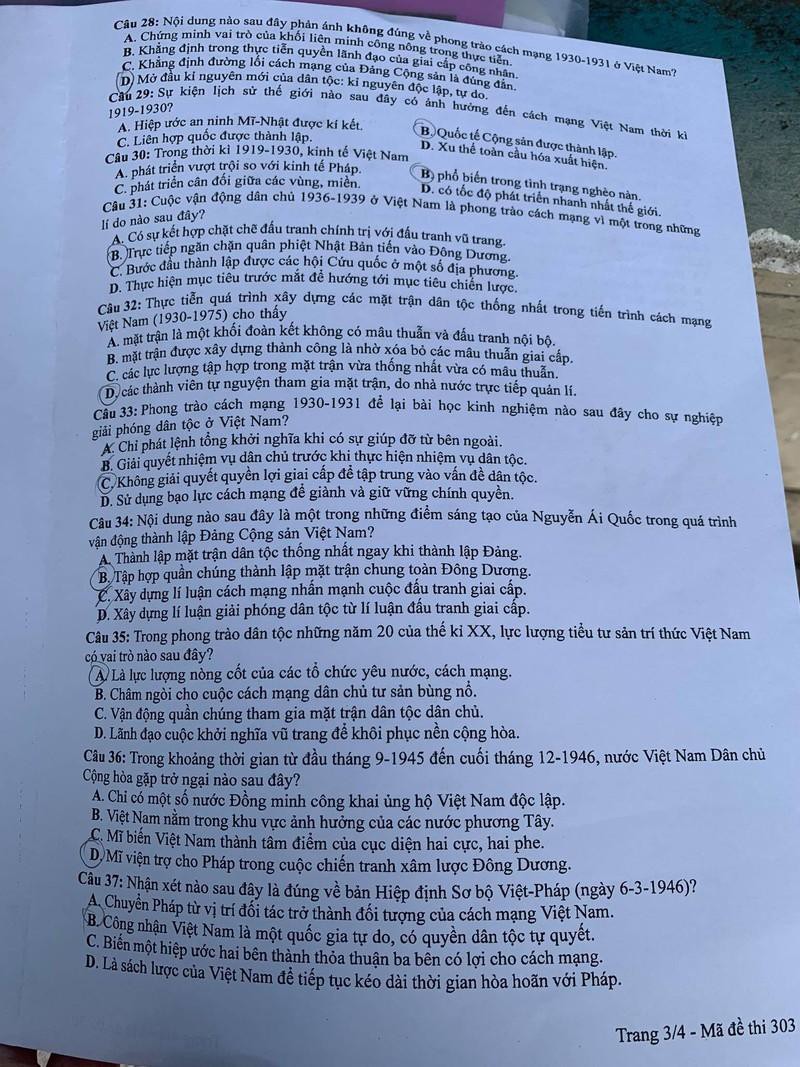 Câu 28: Nội dung nào sau đây phản ánh không đúng về phong trào cách mạng 1930-1931 ở Việt Nam?
A. Chứng minh vai trò của khối liên minh công nông trong thực tiễn.
B. Khẳng định trong thực tiễn quyền lãnh đạo của giai cấp công nhân.
C. Khẳng định đường lối cách mạng của Đảng Cộng sản là đúng đắn.
D. Mở đầu kỉ nguyên mới của dân tộc: kỉ nguyên độc lập, tự do.
Câu 29: Sự kiện lịch sử thế giới nào sau đây có ảnh hưởng đến cách mạng Việt Nam thời kì
1919-1930?
A. Hiệp ước an ninh Mĩ-Nhật được kí kết. B. Quốc tế Cộng sản được thành lập.
C. Liên hợp quốc được thành lập. D. Xu thế toàn cầu hóa xuất hiện.
Câu 30: Trong thời kì 1919-1930, kinh tế Việt Nam
A. phát triển vượt trội so với kinh tế Pháp. B. phổ biến trong tình trạng nghèo nàn.
C. phát triển cân đối giữa các vùng, miền. D. có tốc độ phát triển nhanh nhất thế giới.
Câu 31: Cuộc vận động dân chủ 1936-1939 ở Việt Nam là phong trào cách mạng vì một trong những
lí do nào sau đây?
A. Có sự kết hợp chặt chẽ đấu tranh chính trị với đấu tranh vũ trang.
B. Trực tiếp ngăn chặn quân phiệt Nhật Bản tiến vào Đông Dương.
C. Bước đầu thành lập được các hội Cứu quốc ở một số địa phương.
D. Thực hiện mục tiêu trước mắt để hướng tới mục tiêu chiến lược.
Câu 32: Thực tiễn quá trình xây dựng các mặt trận dân tộc thống nhất trong tiến trình cách mạng
Việt Nam (1930-1975) cho thấy
A. mặt trận là một khối đoàn kết không có mâu thuẫn và đấu tranh nội bộ.
B. mặt trận được xây dựng thành công là nhờ xóa bỏ các mâu thuẫn giai cấp.
C. các lực lượng tập hợp trong mặt trận vừa thống nhất vừa có mâu thuẫn.
D. các thành viên tự nguyện tham gia mặt trận, do nhà nước trực tiếp quản lí.
Câu 33: Phong trào cách mạng 1930-1931 để lại bài học kinh nghiệm nào sau đây cho sự nghiệp
giải phóng dân tộc ở Việt Nam?
A. Chỉ phát lệnh tổng khởi nghĩa khi có sự giúp đỡ từ bên ngoài.
B. Giải quyết nhiệm vụ dân chủ trước khi thực hiện nhiệm vụ dân tộc.
C. Không giải quyết quyền lợi giai cấp để tập trung vào vấn đề dân tộc.
D. Sử dụng bạo lực cách mạng để giành và giữ vững chính quyền.
Câu 34: Nội dung nào sau đây là một trong những điểm sáng tạo của Nguyễn Ái Quốc trong quá trình
vận động thành lập Đảng Cộng sản Việt Nam?
A. Thành lập mặt trận dân tộc thống nhất ngay khi thành lập Đảng.
B. Tập hợp quần chúng thành lập mặt trận chung toàn Đông Dương.
C. Xây dựng lí luận cách mạng nhấn mạnh cuộc đấu tranh giai cấp.
D. Xây dựng lí luận giải phóng dân tộc từ lí luận đấu tranh giai cấp.
Câu 35: Trong phong trào dân tộc những năm 20 của thế kỉ XX, lực lượng tiểu tư sản trí thức Việt Nam
có vai trò nào sau đây?
A. Là lực lượng nòng cốt của các tổ chức yêu nước, cách mạng.
B. Châm ngòi cho cuộc cách mạng dân chủ tư sản bùng nổ.
C. Vận động quần chúng tham gia mặt trận dân tộc dân chủ.
D. Lãnh đạo cuộc khởi nghĩa vũ trang để khôi phục nền cộng hòa.
Câu 36: Trong khoảng thời gian từ đầu tháng 9-1945 đến cuối tháng 12-1946, nước Việt Nam Dân chủ
Cộng hòa gặp trở ngại nào sau đây?
A. Chỉ có một số nước Đồng minh công khai ủng hộ Việt Nam độc lập.
B. Việt Nam nằm trong khu vực ảnh hưởng của các nước phương Tây.
C. Mĩ biến Việt Nam thành tâm điểm của cục diện hai cực, hai phe.
D. Mĩ viện trợ cho Pháp trong cuộc chiến tranh xâm lược Đông Dương.
Câu 37: Nhận xét nào sau đây là đúng về bản Hiệp định Sơ bộ Việt-Pháp (ngày 6-3-1946)?
A. Chuyển Pháp từ vị trí đối tác trở thành đối tượng của cách mạng Việt Nam.
B. Công nhận Việt Nam là một quốc gia tự do, có quyền dân tộc tự quyết.
C. Biến một hiệp ước hai bên thành thỏa thuận ba bên có lợi cho cách mạng.
D. Là sách lược của Việt Nam để tiếp tục kéo dài thời gian hòa hoãn với Pháp.
Trang 3/4 - Mã đề thi 303